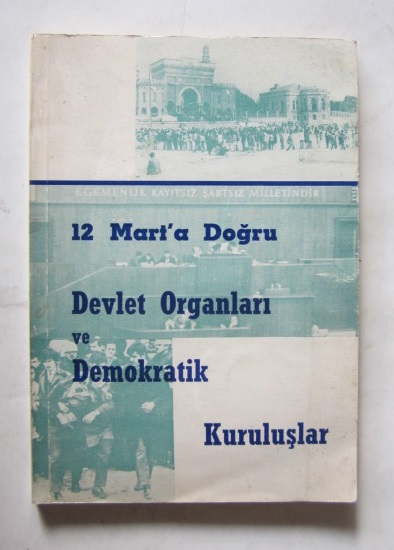 EGEMENLİK KAYITSIZ ŞARTSIZ MİLLETİNDİR
12 Mart'a Doğru
Devlet Organları
ve
Demokratik
Kuruluşlar